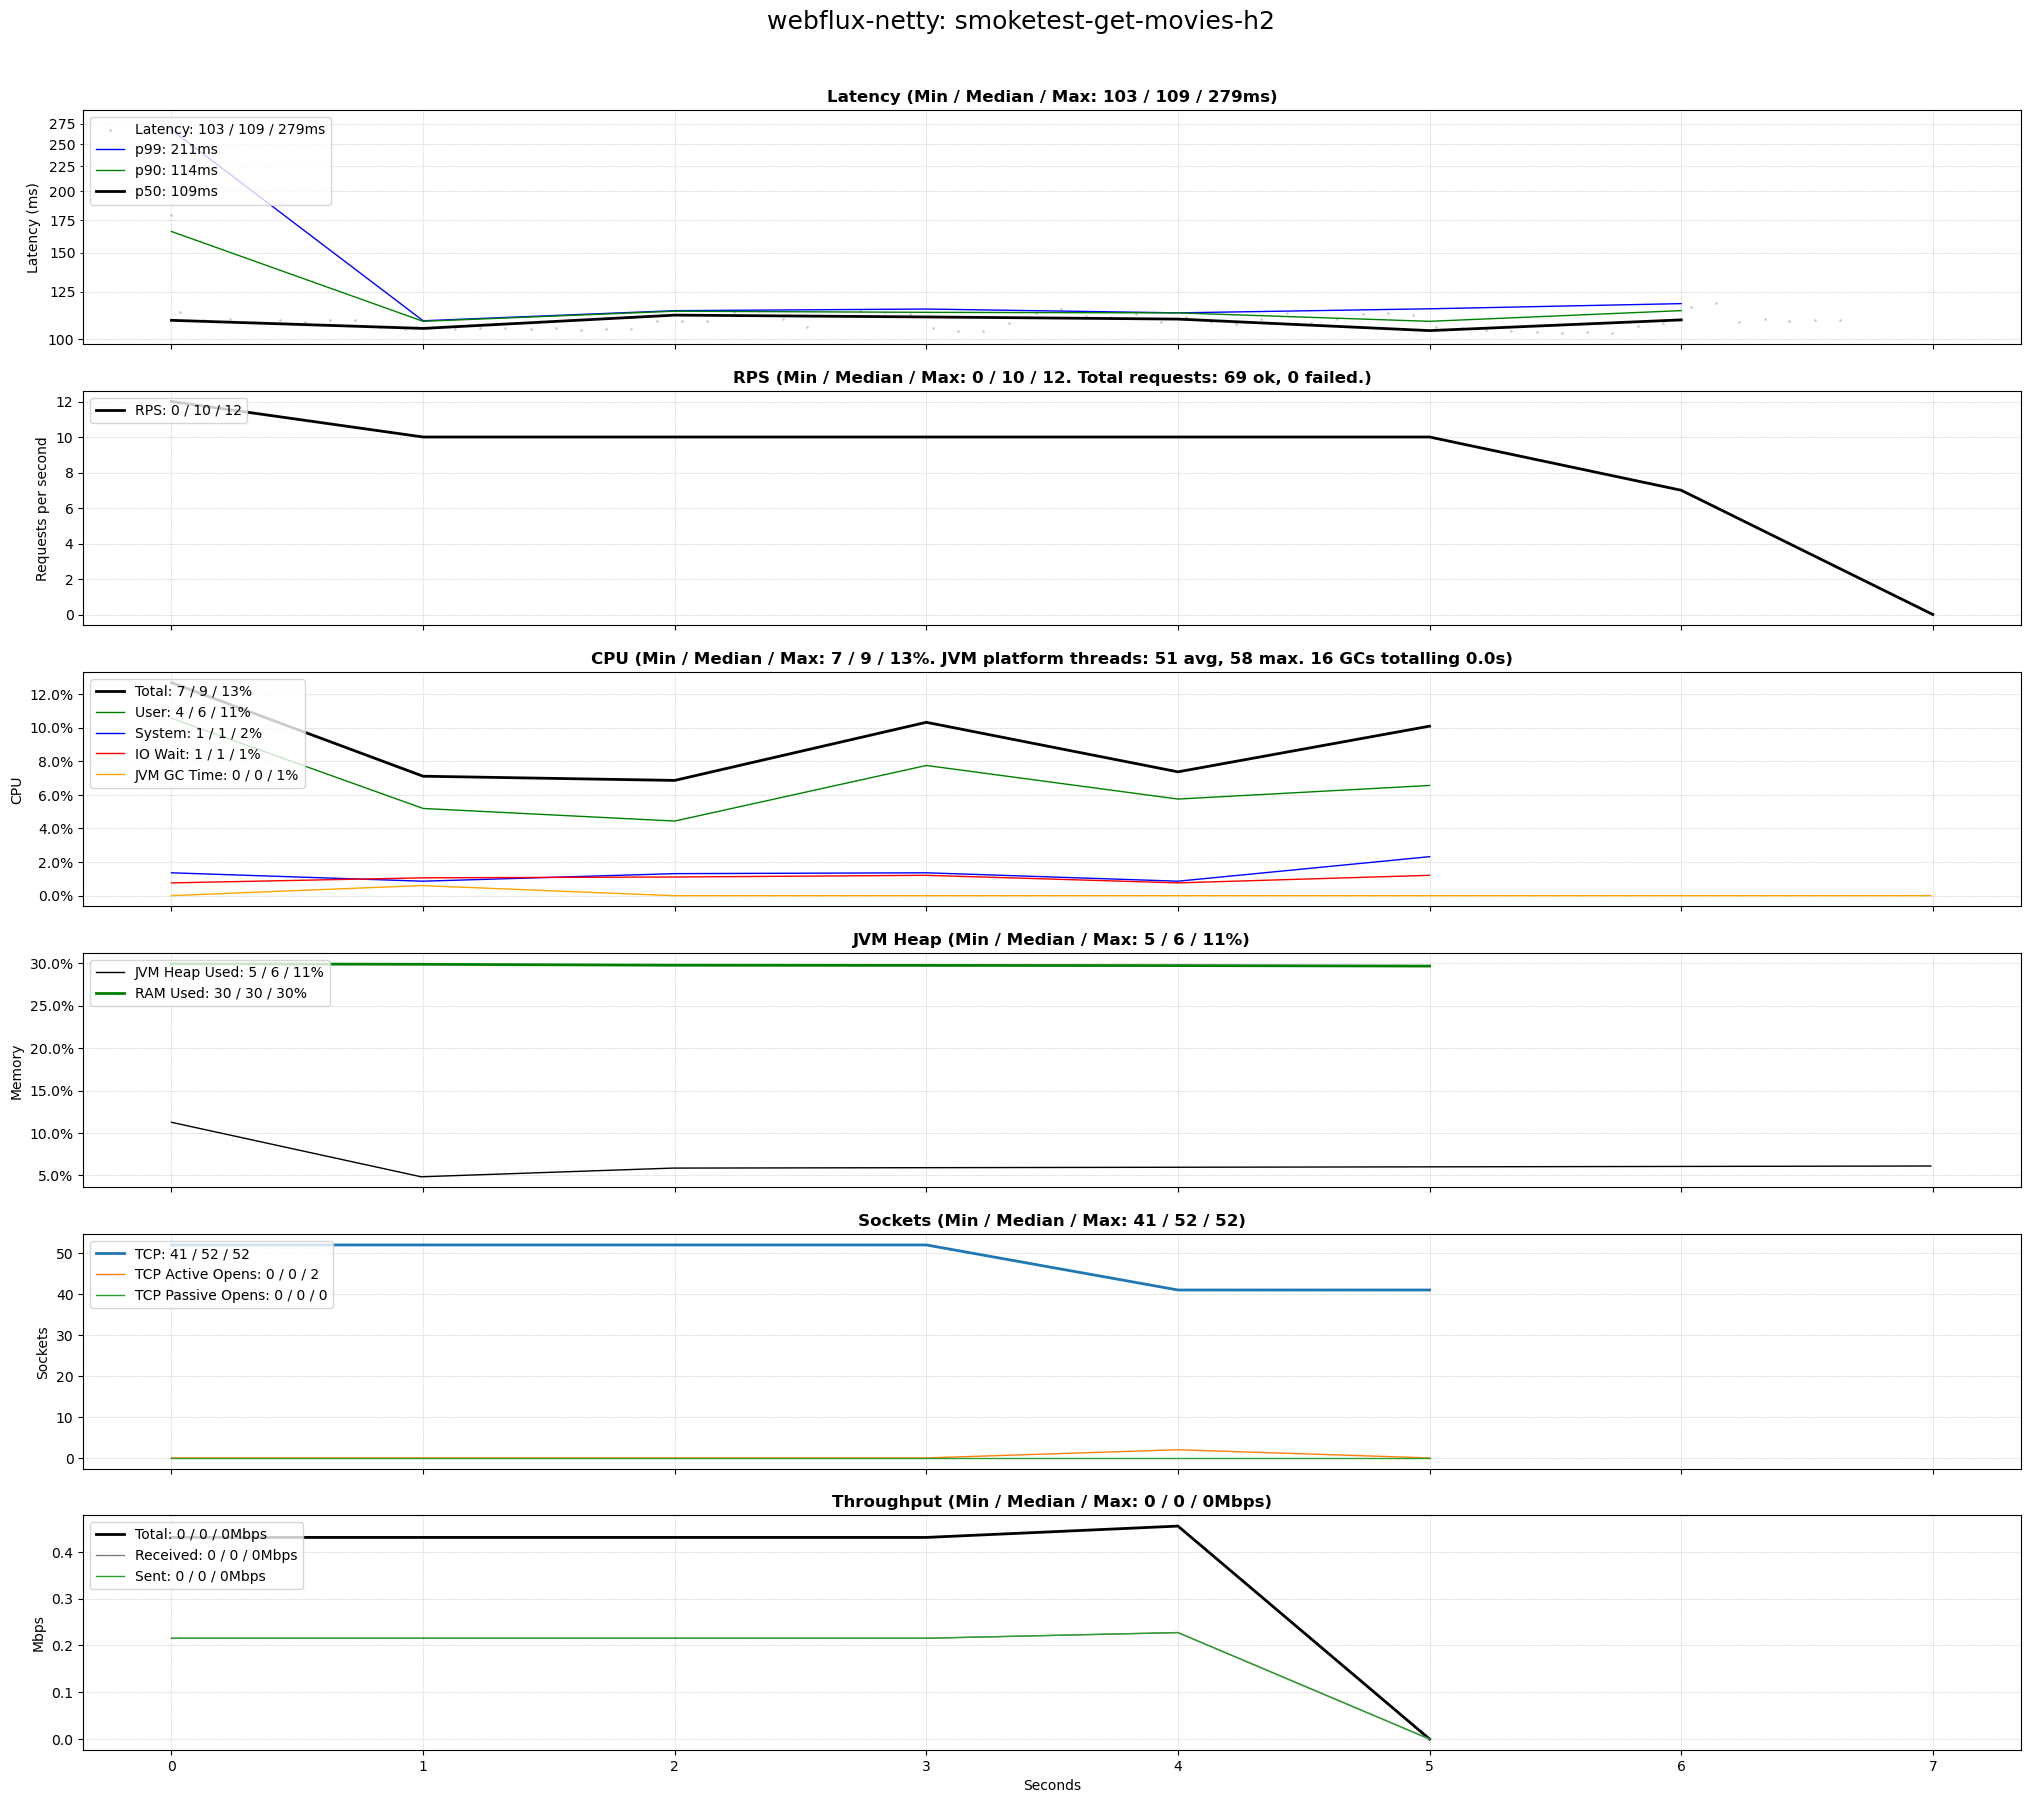 webflux-netty: smoketest-get-movies-h2
Latency (Min / Median / Max: 103 / 109 / 279ms)
Latency: 103 / 109 / 279ms
p99: 211ms
p90: 114ms
p50: 109ms
Latency (ms)
275
250
225
200
175
150
125
100
RPS (Min / Median / Max: 0 / 10 / 12. Total requests: 69 ok, 0 failed.)
RPS: 0 / 10 / 12
Requests per second
12
10
8
6
4
2
0
CPU (Min / Median / Max: 7 / 9 / 13%. JVM platform threads: 51 avg, 58 max. 16 GCs totalling 0.0s)
Total: 7 / 9 / 13%
User: 4 / 6 / 11%
System: 1 / 1 / 2%
IO Wait: 1 / 1 / 1%
JVM GC Time: 0 / 0 / 1%
CPU
12.0%
10.0%
8.0%
6.0%
4.0%
2.0%
0.0%
JVM Heap (Min / Median / Max: 5 / 6 / 11%)
JVM Heap Used: 5 / 6 / 11%
RAM Used: 30 / 30 / 30%
Memory
30.0%
25.0%
20.0%
15.0%
10.0%
5.0%
Sockets (Min / Median / Max: 41 / 52 / 52)
TCP: 41 / 52 / 52
TCP Active Opens: 0 / 0 / 2
TCP Passive Opens: 0 / 0 / 0
Sockets
50
40
30
20
10
0
Throughput (Min / Median / Max: 0 / 0 / 0Mbps)
Total: 0 / 0 / 0Mbps
Received: 0 / 0 / 0Mbps
Sent: 0 / 0 / 0Mbps
Mbps
0.4
0.3
0.2
0.1
0.0
0 1 2 3 4 5 6 7
Seconds